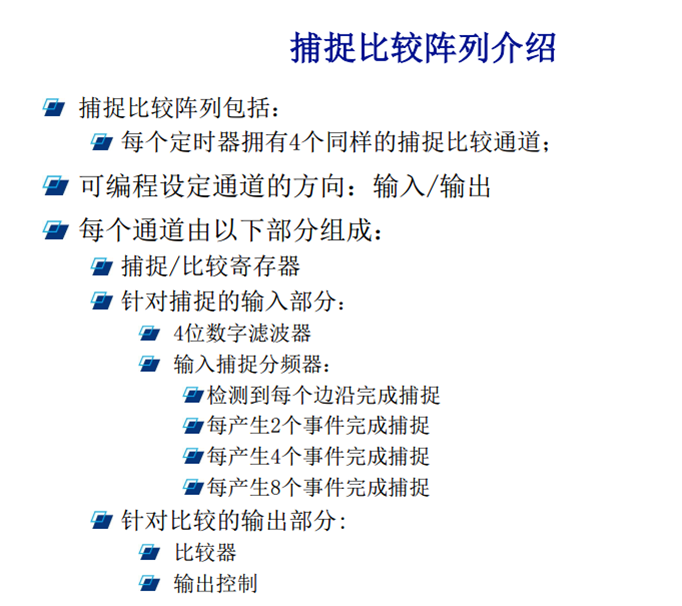 捕捉比较阵列介绍
捕捉比较阵列包括：
每个定时器拥有4个同样的捕捉比较通道；
可编程设定通道的方向：输入/输出
每个通道由以下部分组成：
捕捉/比较寄存器
针对捕捉的输入部分：
4位数字滤波器
输入捕捉分频器：
检测到每个边沿完成捕捉
每产生2个事件完成捕捉
每产生4个事件完成捕捉
每产生8个事件完成捕捉
针对比较的输出部分：
比较器
输出控制